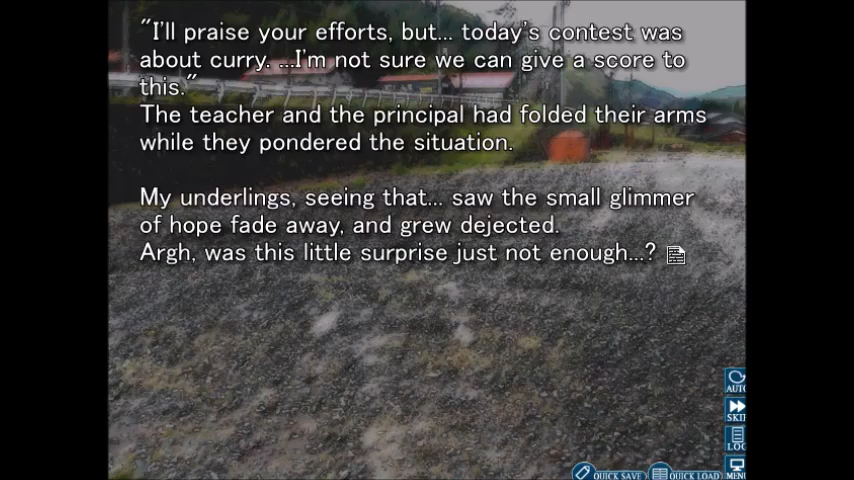 "I'll praise your efforts, but... today's contest was
about curry. ...I'm not sure we can give a score to
this."
The teacher and the principal had folded their arms
while they pondered the situation.
My underlings, seeing that... saw the small glimmer
of hope fade away, and grew dejected.
Argh, was this little surprise just not enough...?
AUTO
SKIP
LOG
MENU
QUICK SAVE
QUICK LOAD